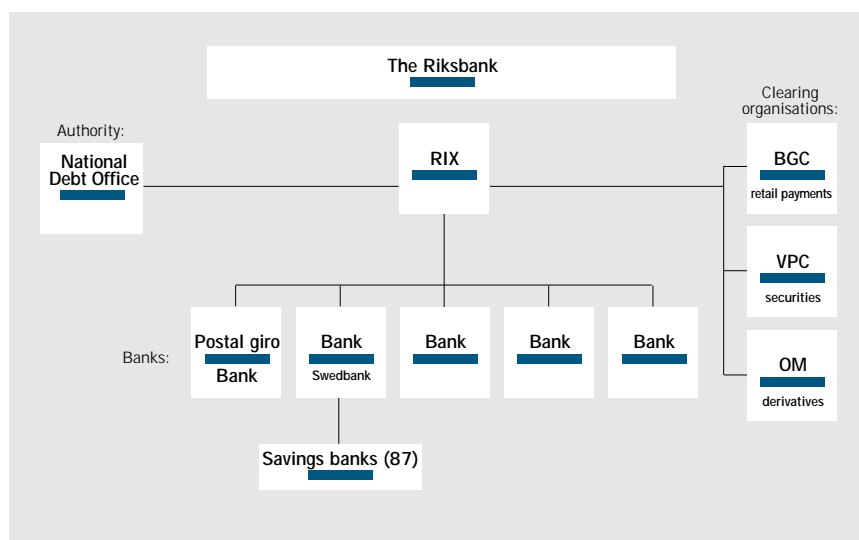 The Riksbank
Clearing
organisations:
Authority:
National
Debt Office
RIX
BGC
retail payments
VPC
securities
Banks:
Postal giro
Bank
Bank
Swedbank
Bank
Bank
Bank
OM
derivatives
Savings banks (87)